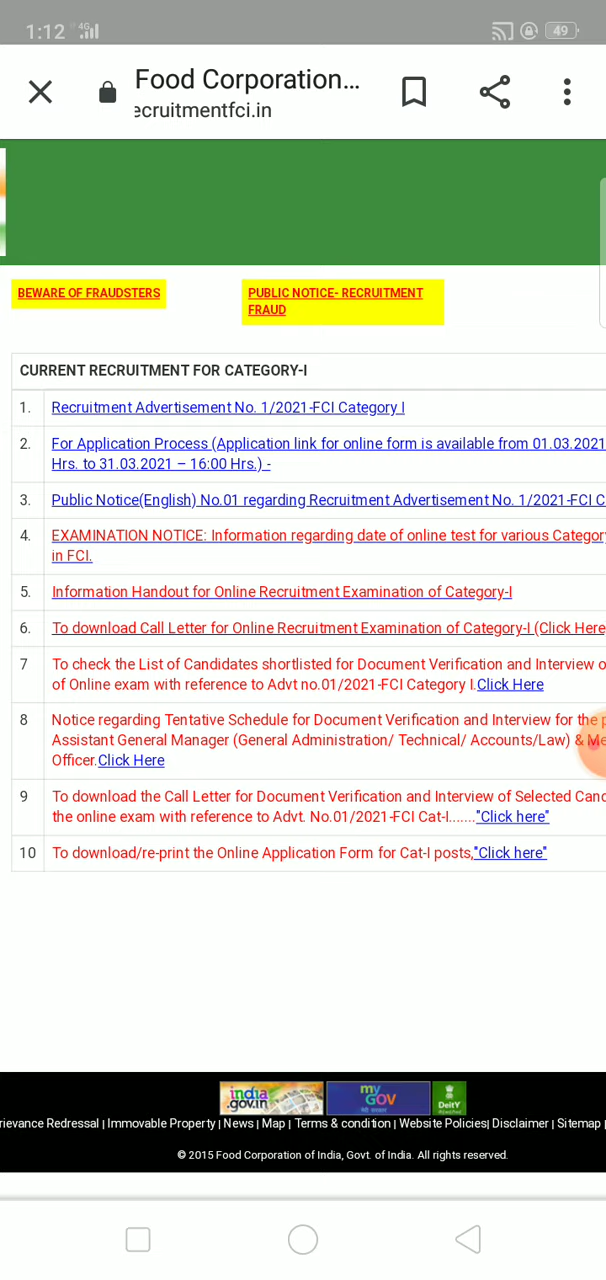 1:12 4G 49
Food Corporation...
ecruitmentfci.in
BEWARE OF FRAUDSTERS
PUBLIC NOTICE- RECRUITMENT
FRAUD
CURRENT RECRUITMENT FOR CATEGORY-I
1. Recruitment Advertisement No. 1/2021-FCI Category I
2. For Application Process (Application link for online form is available from 01.03.2021
Hrs. to 31.03.2021 – 16:00 Hrs.) -
3. Public Notice(English) No.01 regarding Recruitment Advertisement No. 1/2021-FCI C
4. EXAMINATION NOTICE: Information regarding date of online test for various Categor
in FCI.
5. Information Handout for Online Recruitment Examination of Category-I
6. To download Call Letter for Online Recruitment Examination of Category-I (Click Here
7 To check the List of Candidates shortlisted for Document Verification and Interview o
of Online exam with reference to Advt no.01/2021-FCI Category I.Click Here
8 Notice regarding Tentative Schedule for Document Verification and Interview for the p
Assistant General Manager (General Administration/ Technical/ Accounts/Law) & Me
Officer.Click Here
9 To download the Call Letter for Document Verification and Interview of Selected Canc
the online exam with reference to Advt. No.01/2021-FCI Cat-I......."Click here"
10 To download/re-print the Online Application Form for Cat-I posts,"Click here"
india
.gov.in
my
GOV
मेरी सरकार
DeitY
rievance Redressal | Immovable Property | News | Map | Terms & condition | Website Policies| Disclaimer | Sitemap |
© 2015 Food Corporation of India, Govt. of India. All rights reserved.